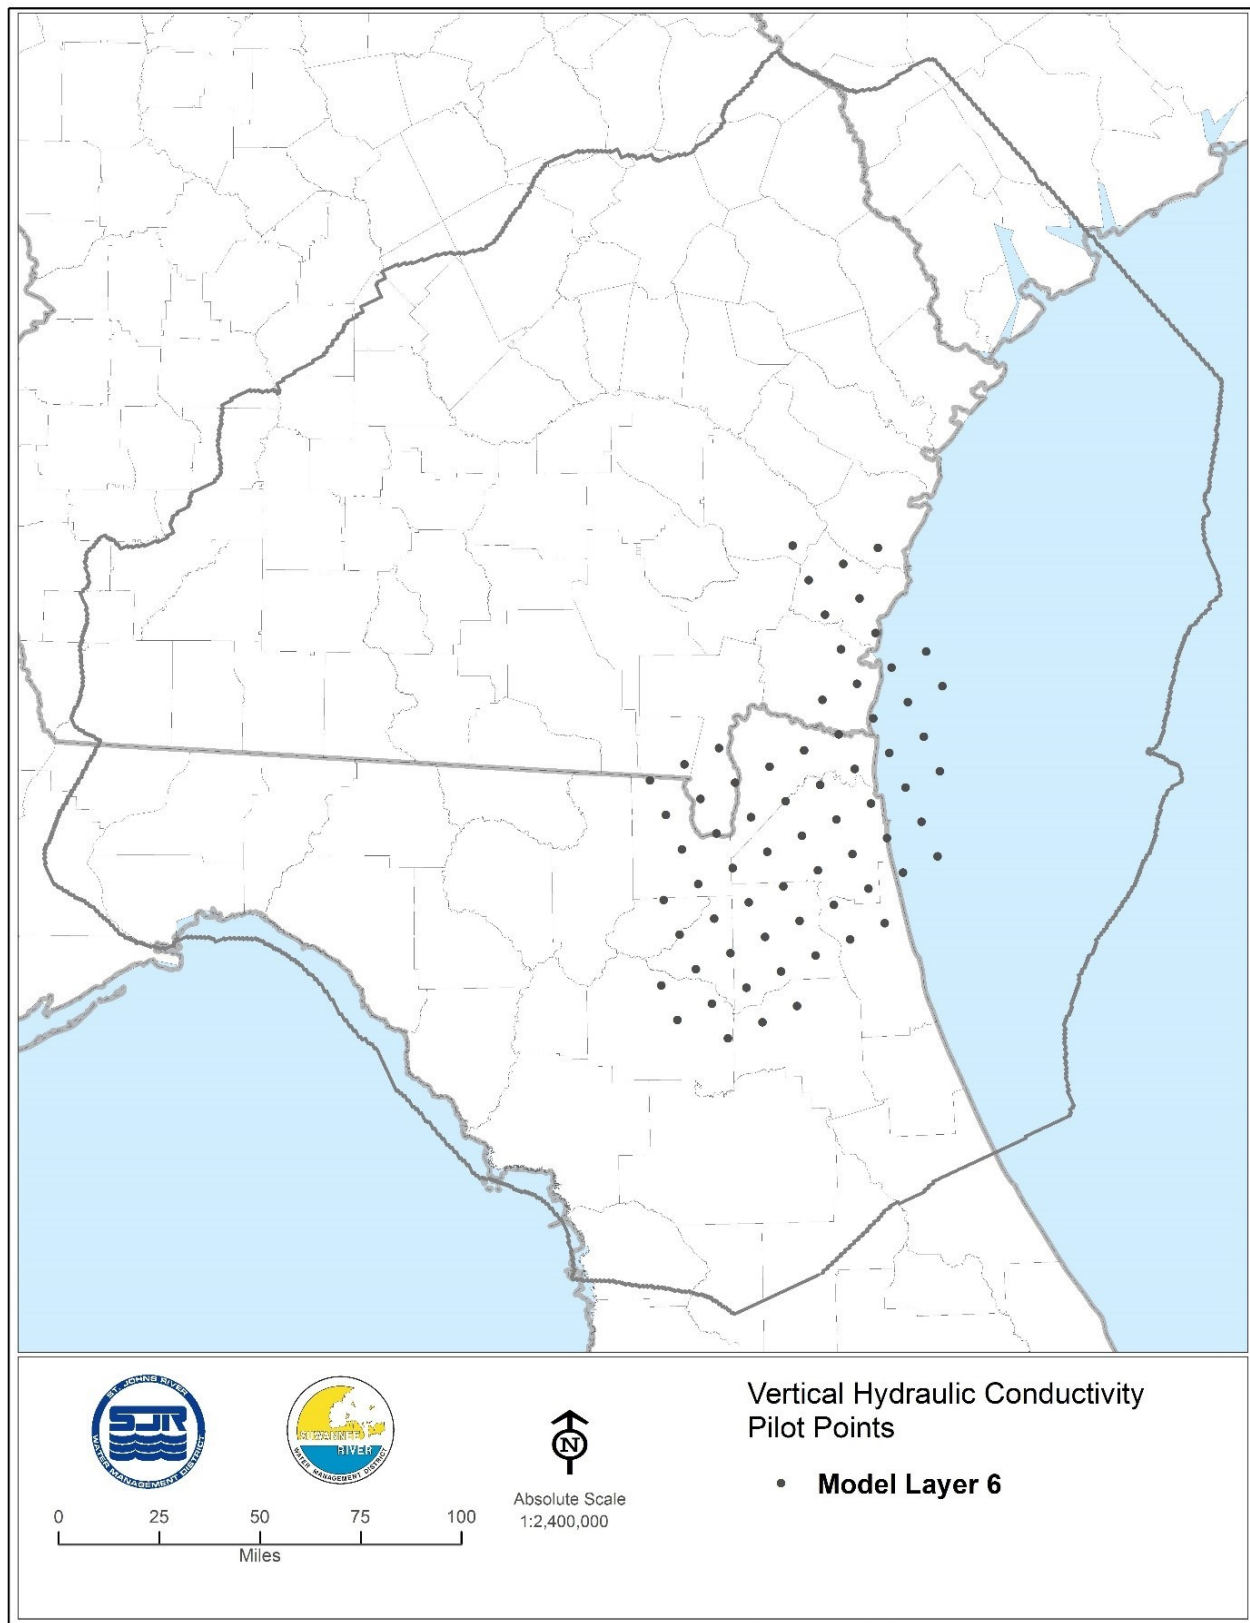 ST. JOHNS RIVER
SJR
WATER MANAGEMENT DISTRICT
SUWANNEE
RIVER
WATER MANAGEMENT DISTRICT
N
Absolute Scale
1:2,400,000
0 25 50 75 100
Miles
Vertical Hydraulic Conductivity
Pilot Points
Model Layer 6